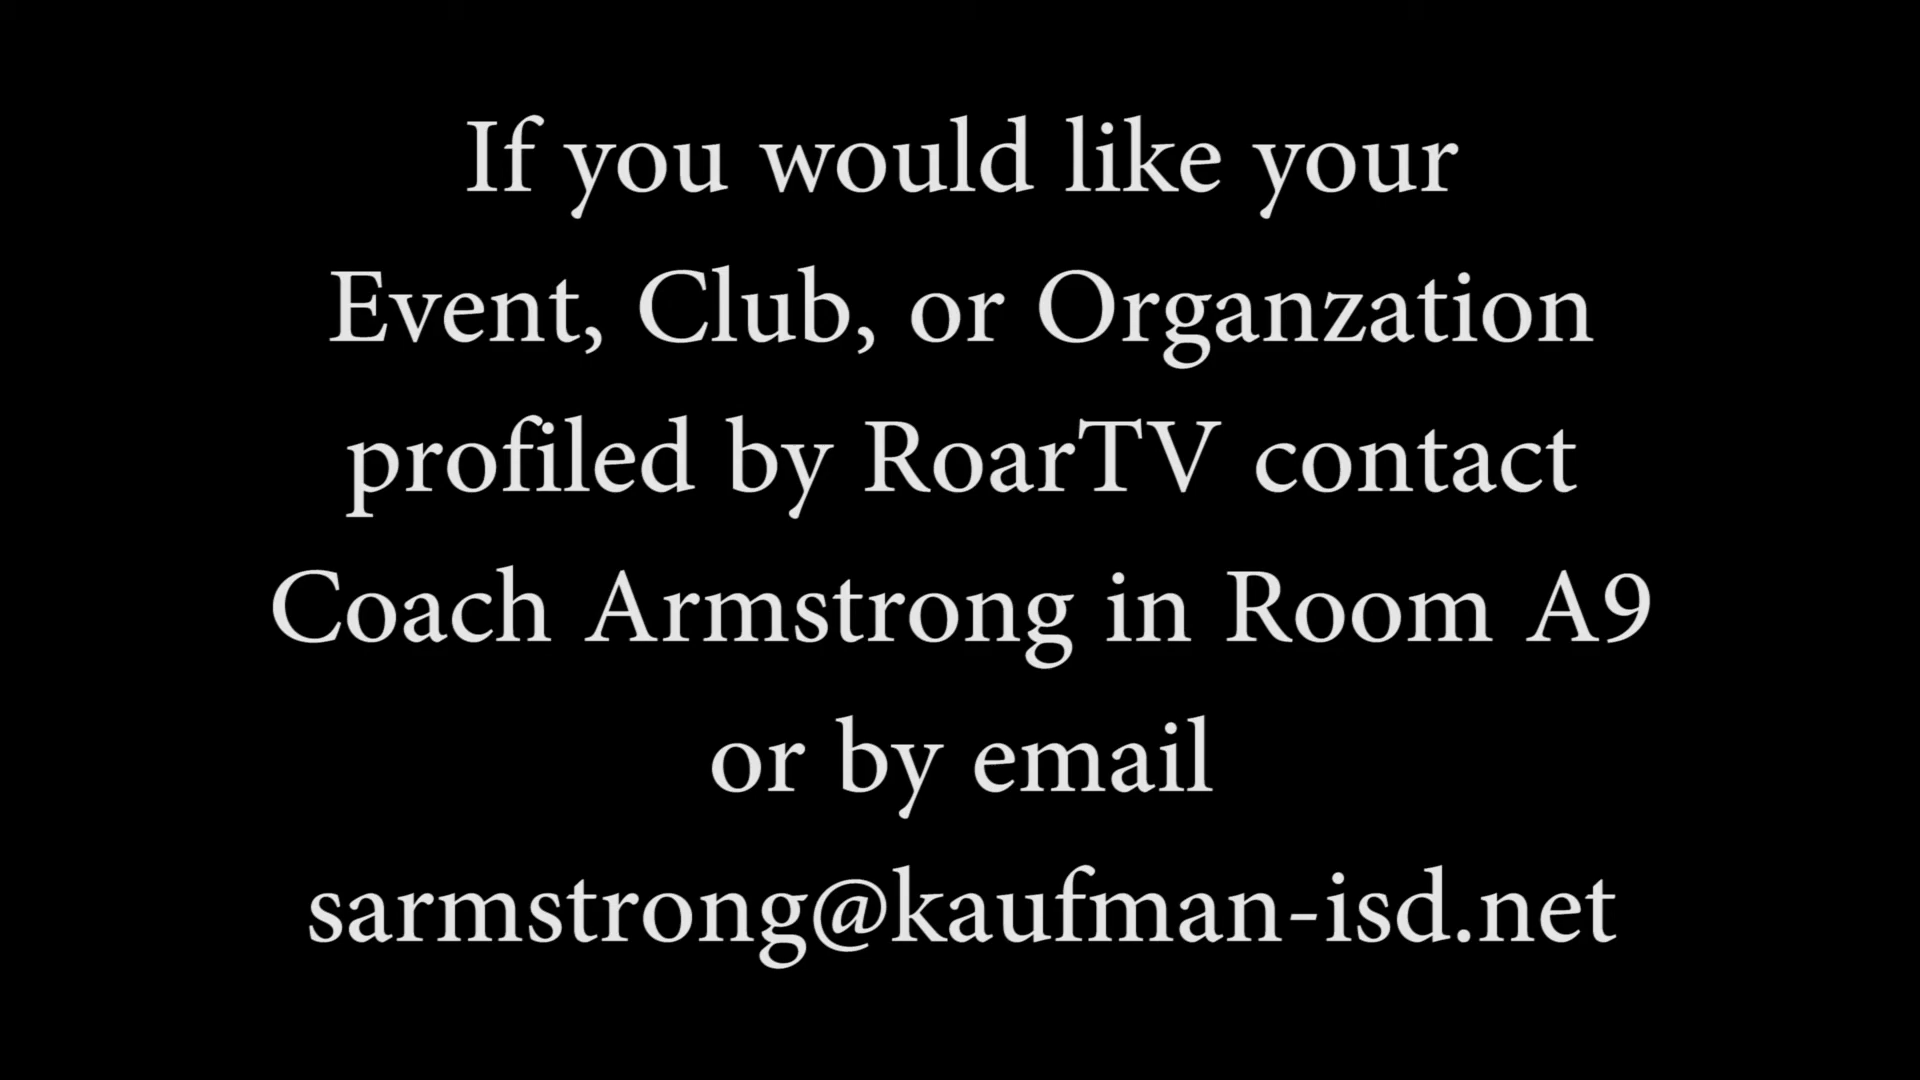 If you would like your
Event, Club, or Organzation
profiled by RoarTV contact
Coach Armstrong in Room A9
or by email
sarmstrong@kaufman-isd.net